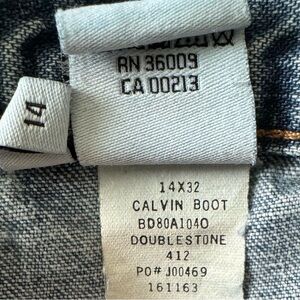 RN 36009
CA 00213
14
14X32
CALVIN BOOT
BD80A1040
DOUBLESTONE
412
PO# J00469
161163